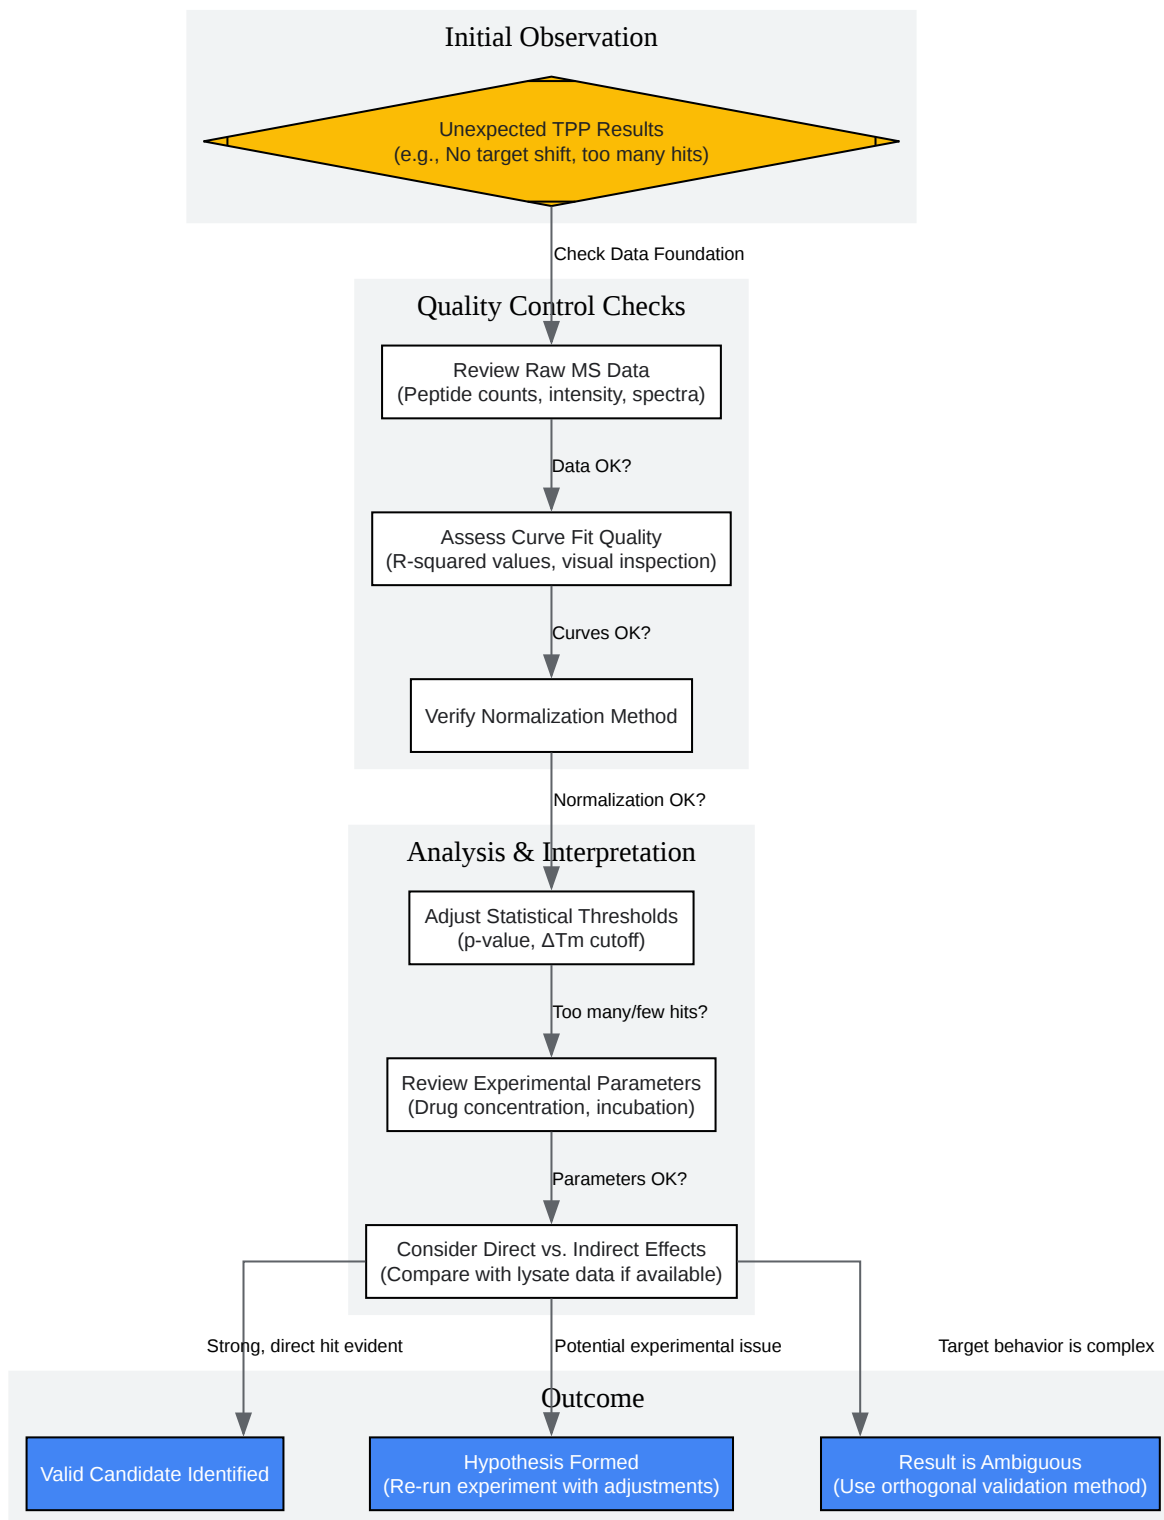 Initial Observation
Unexpected TPP Results
(e.g., No target shift, too many hits)
Check Data Foundation
Quality Control Checks
Review Raw MS Data
(Peptide counts, intensity, spectra)
Data OK?
Assess Curve Fit Quality
(R-squared values, visual inspection)
Curves OK?
Verify Normalization Method
Normalization OK?
Analysis & Interpretation
Adjust Statistical Thresholds
(p-value, ΔTm cutoff)
Too many/few hits?
Review Experimental Parameters
(Drug concentration, incubation)
Parameters OK?
Consider Direct vs. Indirect Effects
(Compare with lysate data if available)
Strong, direct hit evident
Potential experimental issue
Target behavior is complex
Outcome
Valid Candidate Identified
Hypothesis Formed
(Re-run experiment with adjustments)
Result is Ambiguous
(Use orthogonal validation method)